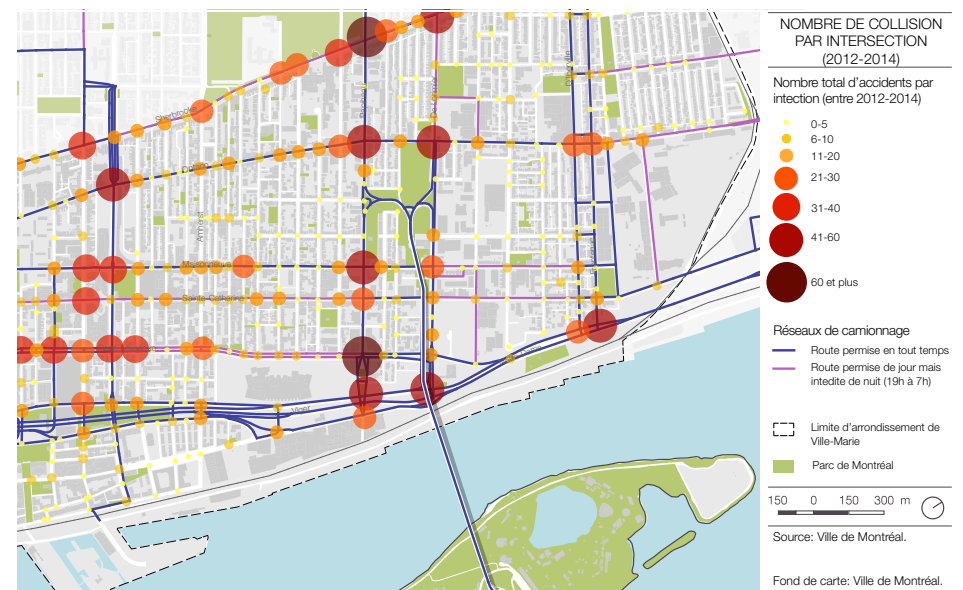 NOMBRE DE COLLISION
PAR INTERSECTION
(2012-2014)
Nombre total d'accidents par
intection (entre 2012-2014)
0-5
6-10
11-20
21-30
31-40
41-60
60 et plus
Réseaux de camionnage
Route permise en tout temps
Route permise de jour mais
intedite de nuit (19h à 7h)
Limite d'arrondissement de
Ville-Marie
Parc de Montréal
150 0 150 300 m
Source: Ville de Montréal.
Fond de carte: Ville de Montréal.
Sherbrooke
Ontario
Amherst
Sainte-Catherine
Viger